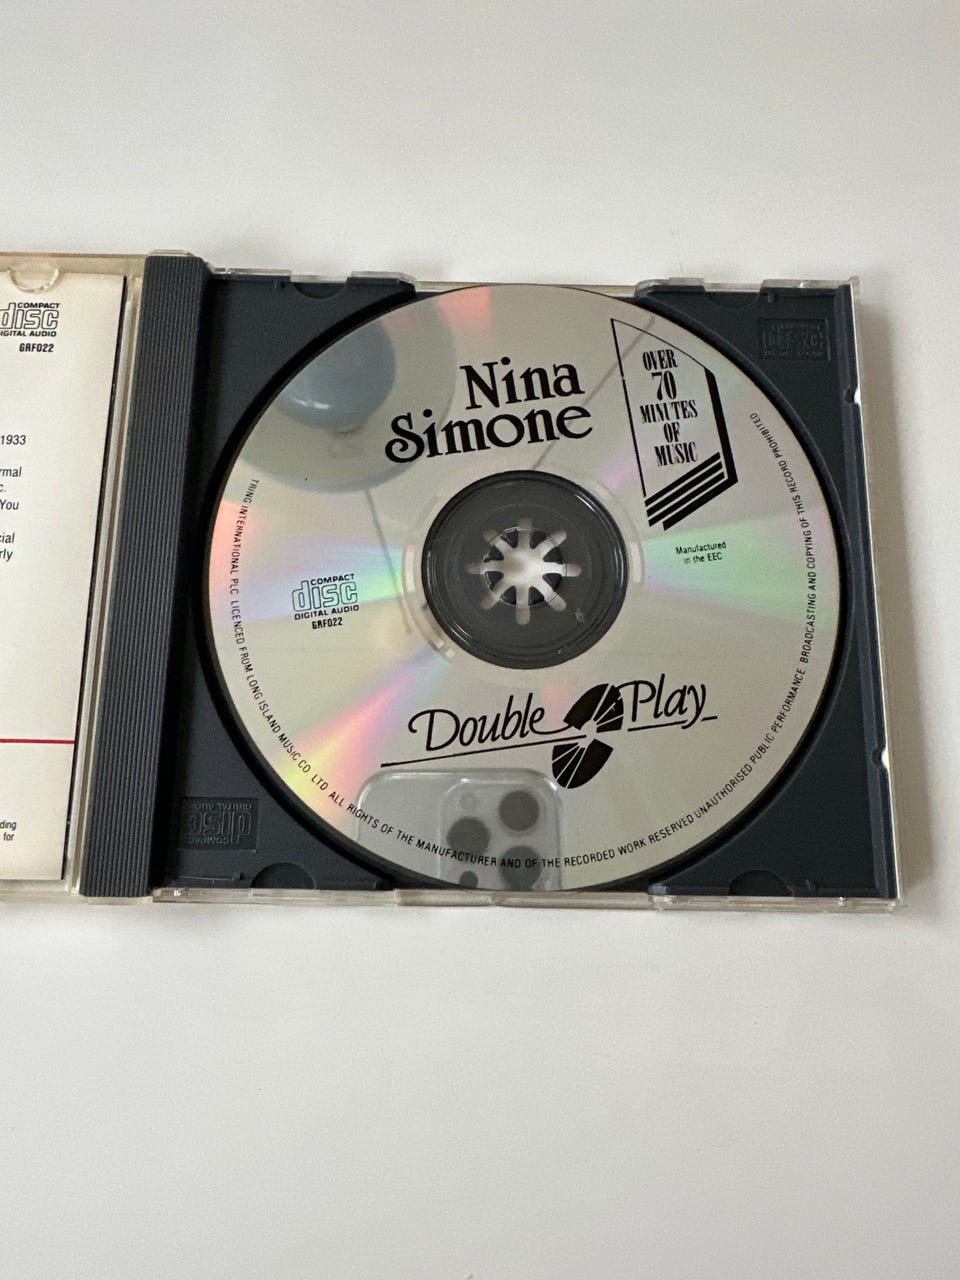 COMPACT
disc
DIGITAL AUDIO
GRF022
1933
You
Nina
Simone
OVER
70
MINUTES
OF
MUSIC
Manufactured
in the EEC
COMPACT
disc
DIGITAL AUDIO
GRF022
Double Play
TRING INTERNATIONAL PLC LICENCED FROM LONG ISLAND MUSIC CO LTD ALL RIGHTS OF THE MANUFACTURER AND OF THE RECORDED WORK RESERVED UNAUTHORISED PUBLIC PERFORMANCE BROADCASTING AND COPYING OF THIS RECORD PROHIBITED
COMPACT
disc
DIGITAL AUDIO
for